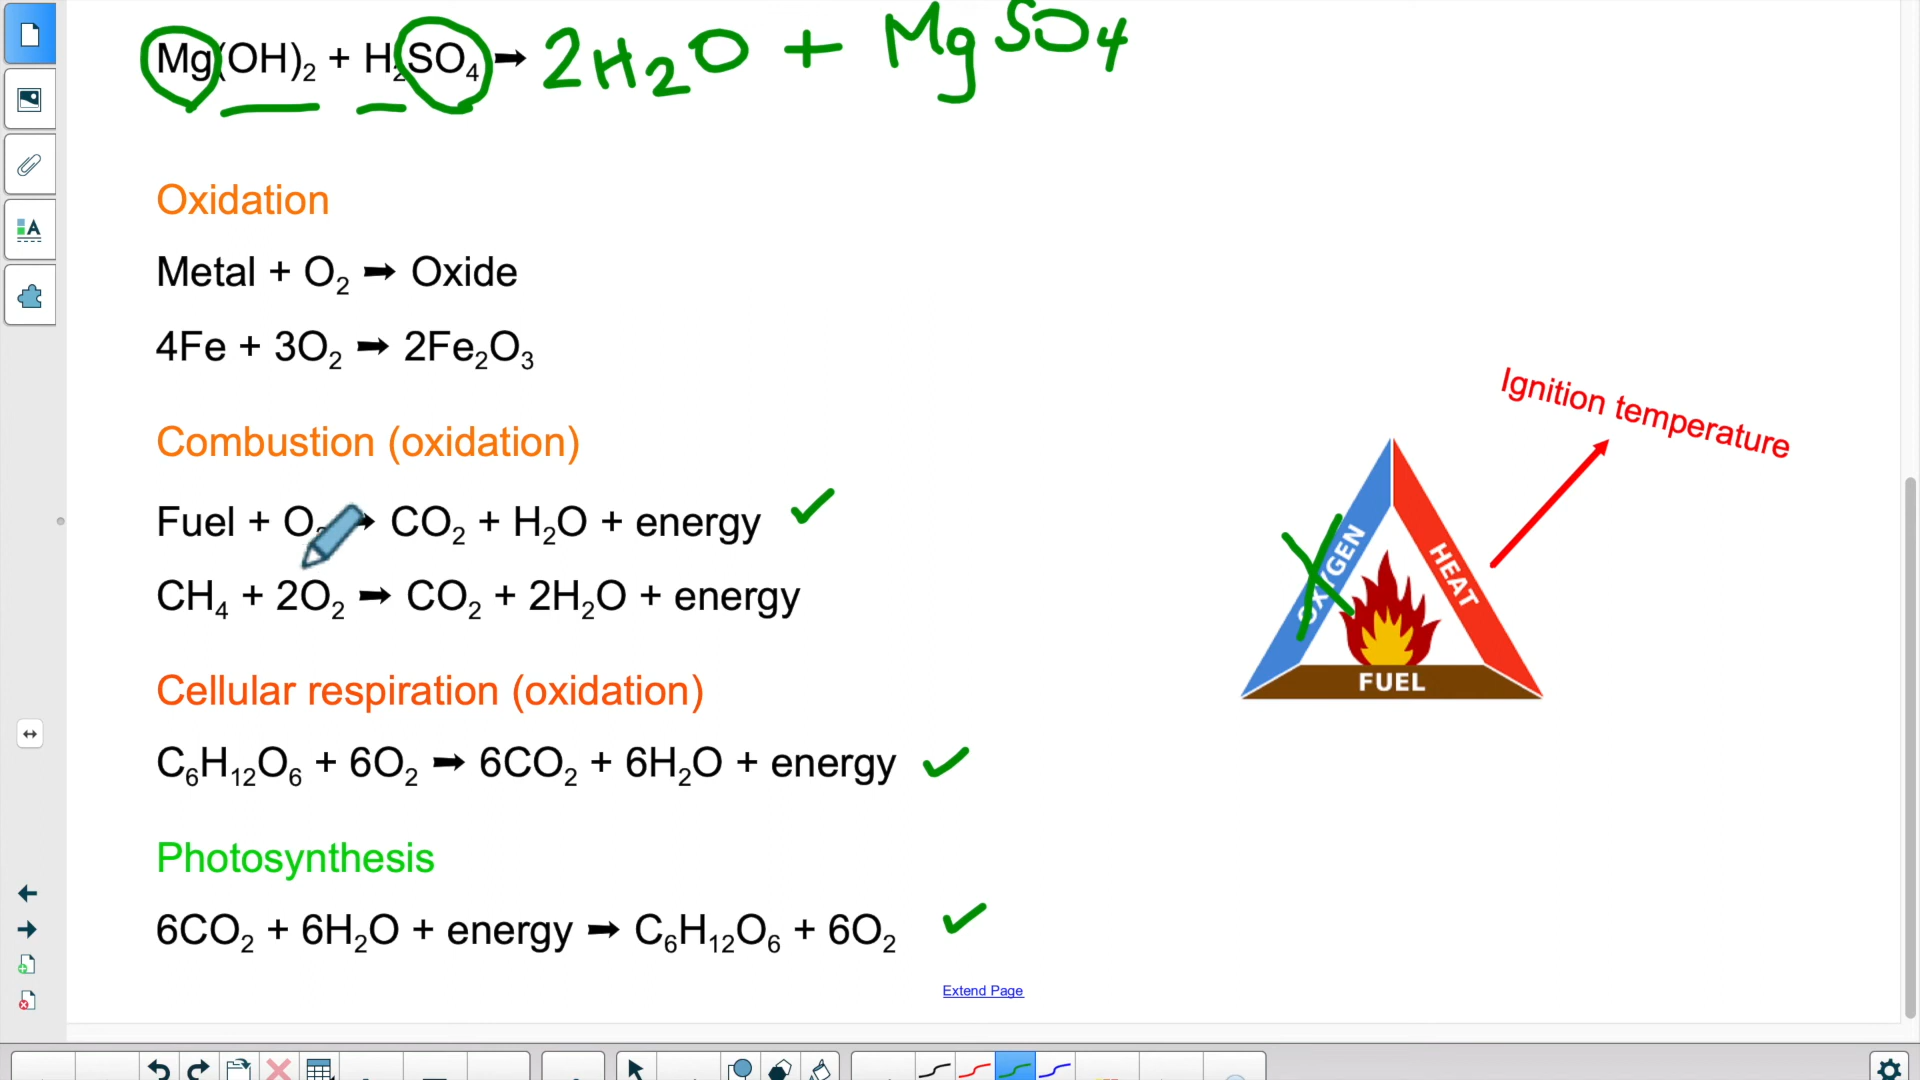 Mg(OH)₂ + H₂SO₄ ➡ 2H₂O + MgSO₄
Oxidation
Metal + O₂ ➡ Oxide
4Fe + 3O₂ ➡ 2Fe₂O₃
Ignition temperature
Combustion (oxidation)
Fuel + O₂ ➡ CO₂ + H₂O + energy ✓
OXYGEN
HEAT
FUEL
CH₄ + 2O₂ ➡ CO₂ + 2H₂O + energy
Cellular respiration (oxidation)
C₆H₁₂O₆ + 6O₂ ➡ 6CO₂ + 6H₂O + energy ✓
Photosynthesis
6CO₂ + 6H₂O + energy ➡ C₆H₁₂O₆ + 6O₂ ✓
Extend Page